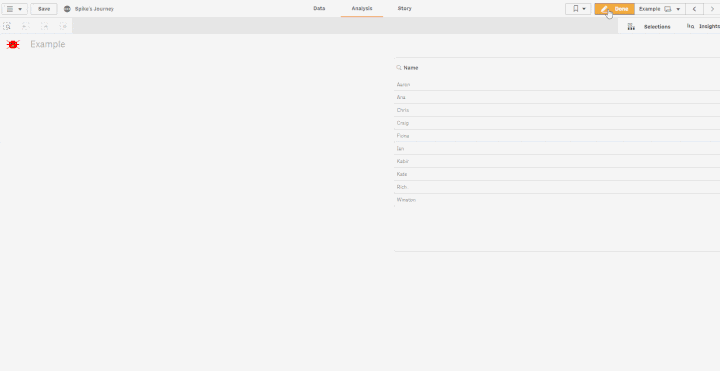 Save Spike's Journey Data Analysis Story Done Example
Selections Insights
Example
Name
Aaron
Ana
Chris
Craig
Fiona
Ian
Kabir
Kate
Rich
Winston